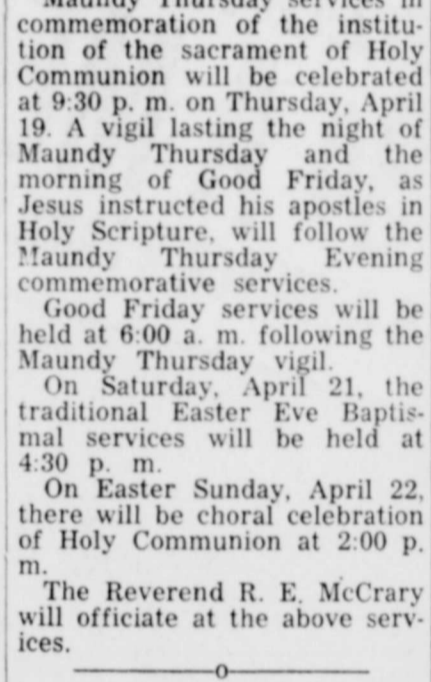 Maundy Thursday services in
commemoration of the institu-
tion of the sacrament of Holy
Communion will be celebrated
at 9:30 p. m. on Thursday, April
19. A vigil lasting the night of
Maundy Thursday and the
morning of Good Friday, as
Jesus instructed his apostles in
Holy Scripture, will follow the
Maundy Thursday Evening
commemorative services.
Good Friday services will be
held at 6:00 a. m. following the
Maundy Thursday vigil.
On Saturday, April 21, the
traditional Easter Eve Baptis-
mal services will be held at
4:30 p. m.
On Easter Sunday, April 22,
there will be choral celebration
of Holy Communion at 2:00 p.
m.
The Reverend R. E. McCrary
will officiate at the above serv-
ices.